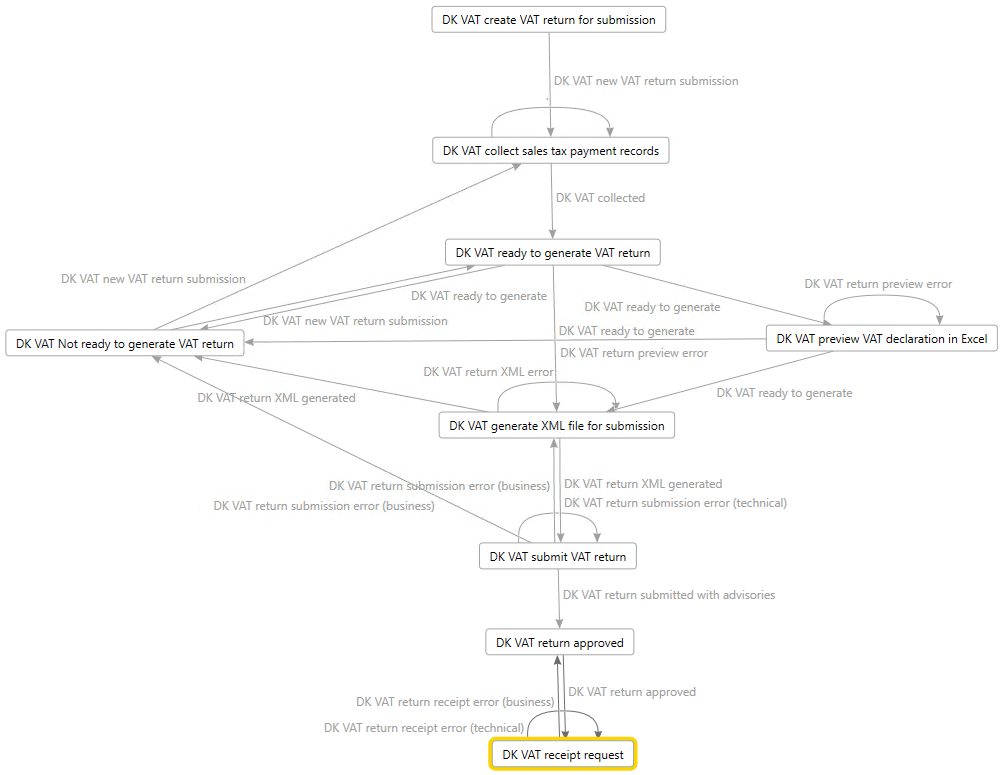 DK VAT create VAT return for submission
DK VAT new VAT return submission
DK VAT collect sales tax payment records
DK VAT collected
DK VAT ready to generate VAT return
DK VAT new VAT return submission
DK VAT return preview error
DK VAT ready to generate
DK VAT ready to generate
DK VAT new VAT return submission
DK VAT ready to generate
DK VAT Not ready to generate VAT return
DK VAT preview VAT declaration in Excel
DK VAT return preview error
DK VAT return XML error
DK VAT ready to generate
DK VAT return XML generated
DK VAT generate XML file for submission
DK VAT return submission error (business)
DK VAT return XML generated
DK VAT return submission error (business)
DK VAT return submission error (technical)
DK VAT submit VAT return
DK VAT return submitted with advisories
DK VAT return approved
DK VAT return approved
DK VAT return receipt error (business)
DK VAT return receipt error (technical)
DK VAT receipt request